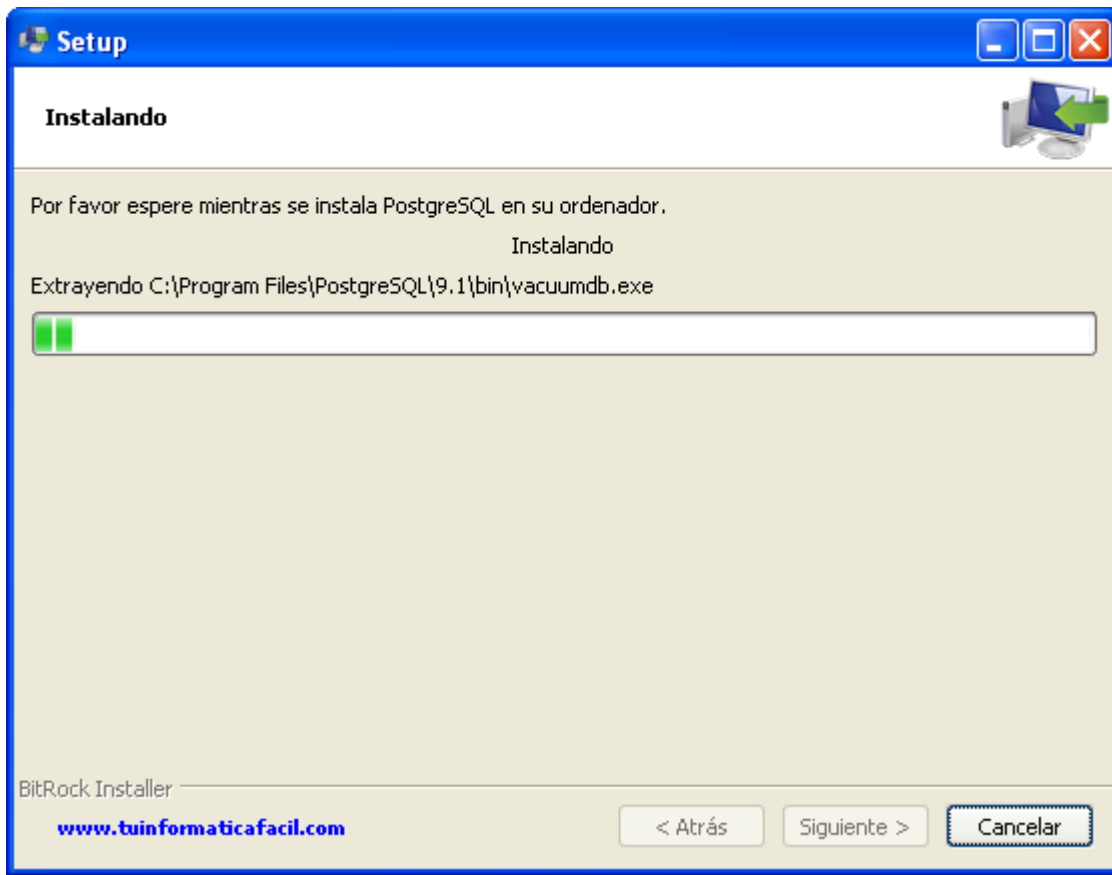 Setup
Instalando
Por favor espere mientras se instala PostgreSQL en su ordenador.
Instalando
Extrayendo C:\Program Files\PostgreSQL\9.1\bin\vacuumdb.exe
BitRock Installer
www.tuinformaticafacil.com
< Atrás Siguiente > Cancelar